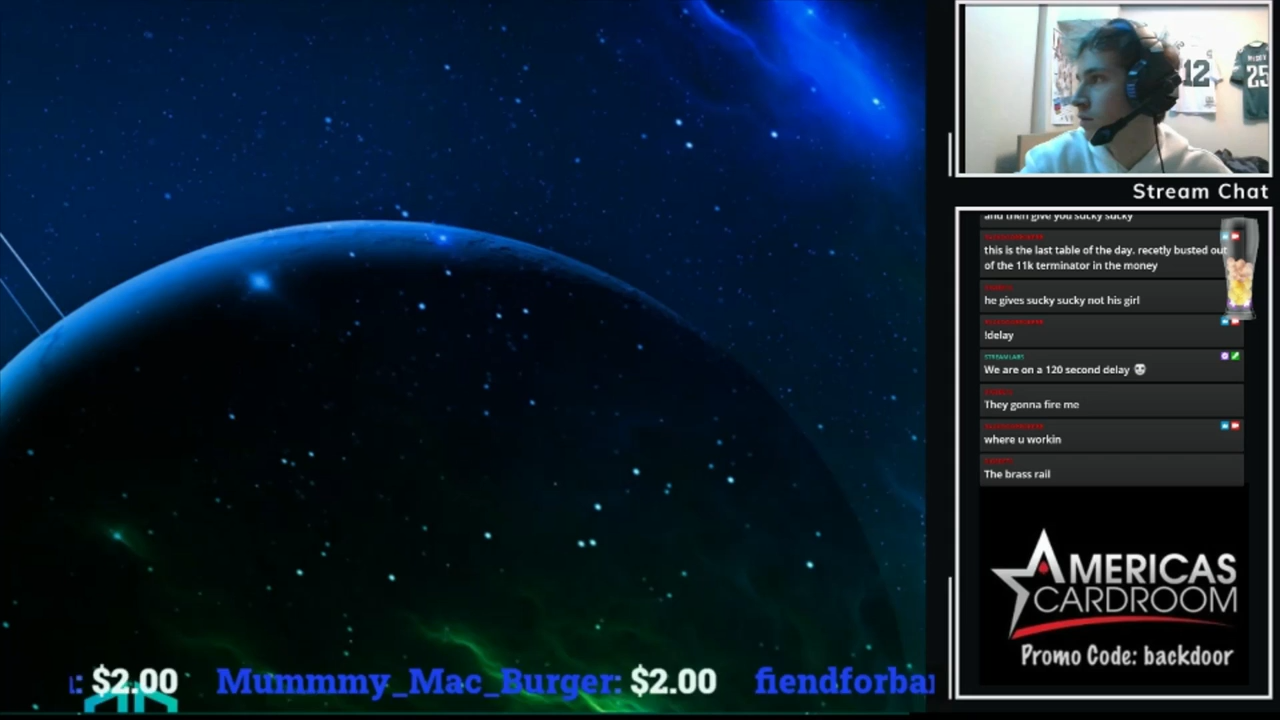 12
25
Stream Chat
and then give you sucky sucky
this is the last table of the day. recetly busted out
of the 11k terminator in the money
he gives sucky sucky not his girl
!delay
STREAMLABS
We are on a 120 second delay
They gonna fire me
where u workin
The brass rail
AMERICAS
CARDROOM
Promo Code: backdoor
: $2.00 Mummmy_Mac_Burger: $2.00 fiendforba